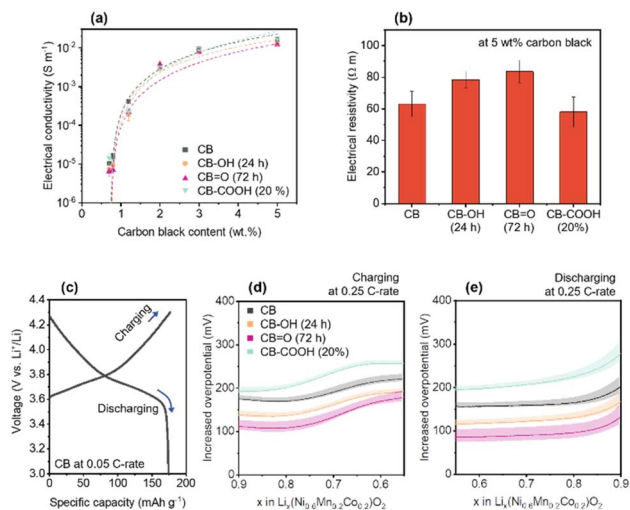 (a)
Electrical conductivity (S m⁻¹)
10⁻²
10⁻³
10⁻⁴
10⁻⁵
10⁻⁶
CB
CB-OH (24 h)
CB=O (72 h)
CB-COOH (20 %)
0 1 2 3 4 5
Carbon black content (wt.%)
(b)
at 5 wt% carbon black
Electrical resistivity (Ω m)
140
120
100
80
60
40
20
0
CB
CB-OH
(24 h)
CB=O
(72 h)
CB-COOH
(20%)
(c)
Voltage (V vs. Li⁺/Li)
4.4
4.2
4.0
3.8
3.6
3.4
3.2
3.0
Charging
Discharging
CB at 0.05 C-rate
0 50 100 150 200
Specific capacity (mAh g⁻¹)
(d)
Charging
at 0.25 C-rate
Increased overpotential (mV)
400
300
200
100
0
CB
CB-OH (24 h)
CB=O (72 h)
CB-COOH (20%)
0.9 0.8 0.7 0.6
x in Liₓ(Ni₀.₆Mn₀.₂Co₀.₂)O₂
(e)
Discharging
at 0.25 C-rate
Increased overpotential (mV)
400
300
200
100
0
0.6 0.7 0.8 0.9
x in Liₓ(Ni₀.₆Mn₀.₂Co₀.₂)O₂